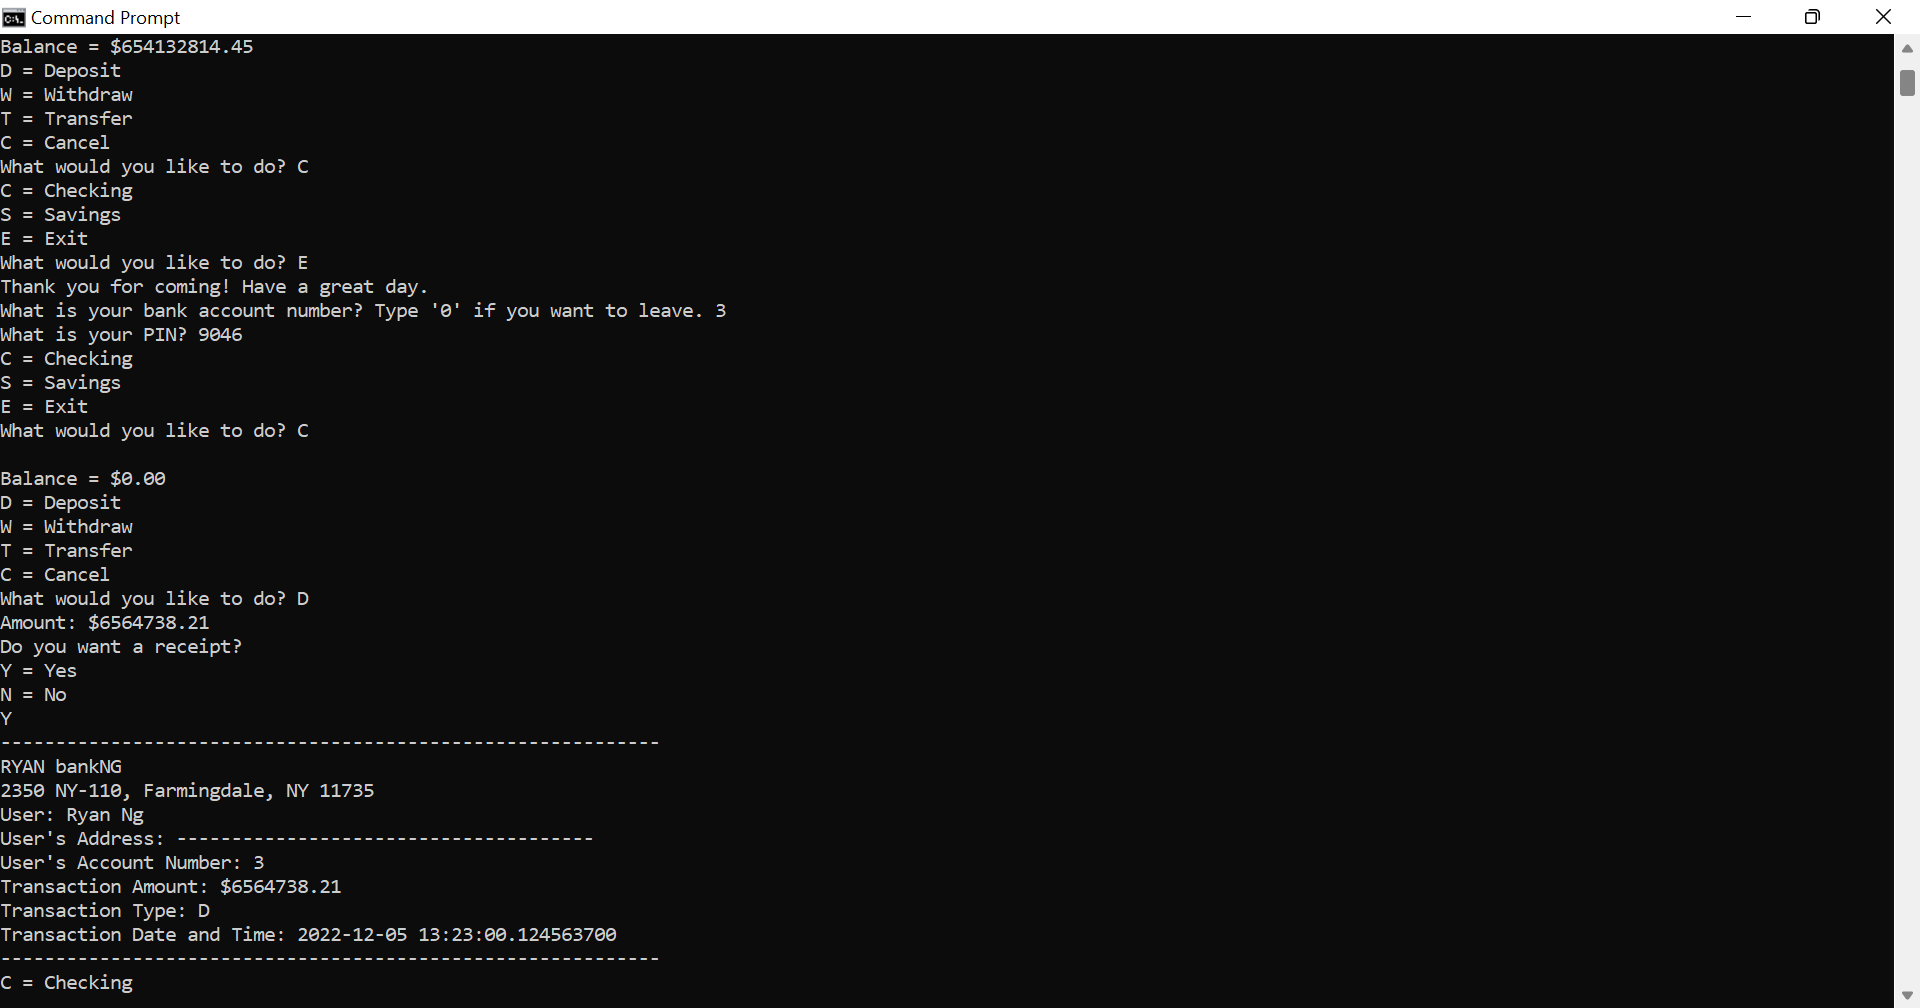 Command Prompt
Balance = $654132814.45
D = Deposit
W = Withdraw
T = Transfer
C = Cancel
What would you like to do? C
C = Checking
S = Savings
E = Exit
What would you like to do? E
Thank you for coming! Have a great day.
What is your bank account number? Type '0' if you want to leave. 3
What is your PIN? 9046
C = Checking
S = Savings
E = Exit
What would you like to do? C
Balance = $0.00
D = Deposit
W = Withdraw
T = Transfer
C = Cancel
What would you like to do? D
Amount: $6564738.21
Do you want a receipt?
Y = Yes
N = No
Y
------------------------------------------------------------
RYAN bankNG
2350 NY-110, Farmingdale, NY 11735
User: Ryan Ng
User's Address: --------------------------------------
User's Account Number: 3
Transaction Amount: $6564738.21
Transaction Type: D
Transaction Date and Time: 2022-12-05 13:23:00.124563700
------------------------------------------------------------
C = Checking